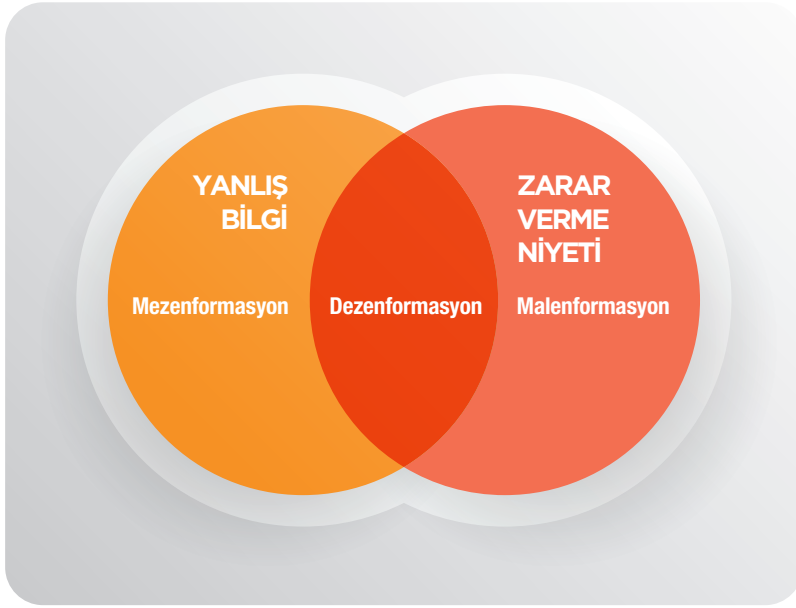 YANLIŞ
BİLGİ
ZARAR
VERME
NİYETİ
Mezenformasyon
Dezenformasyon
Malenformasyon